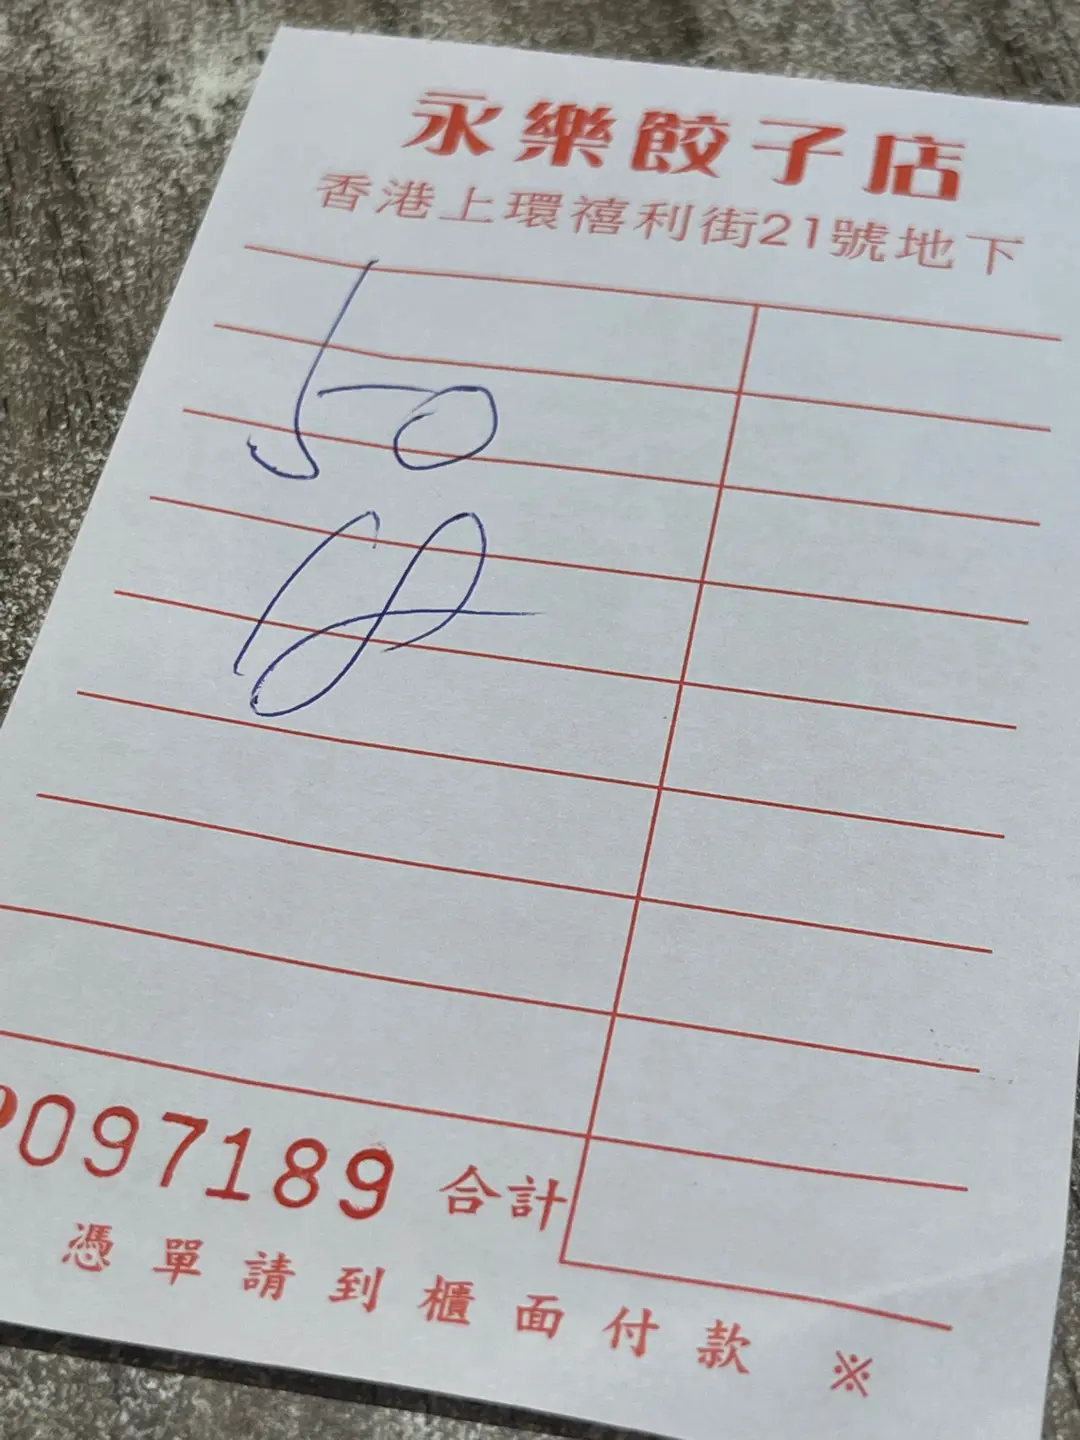 永樂餃子店
香港上環禧利街21號地下
50
18
097189 合計
憑單請到櫃面付款 ※